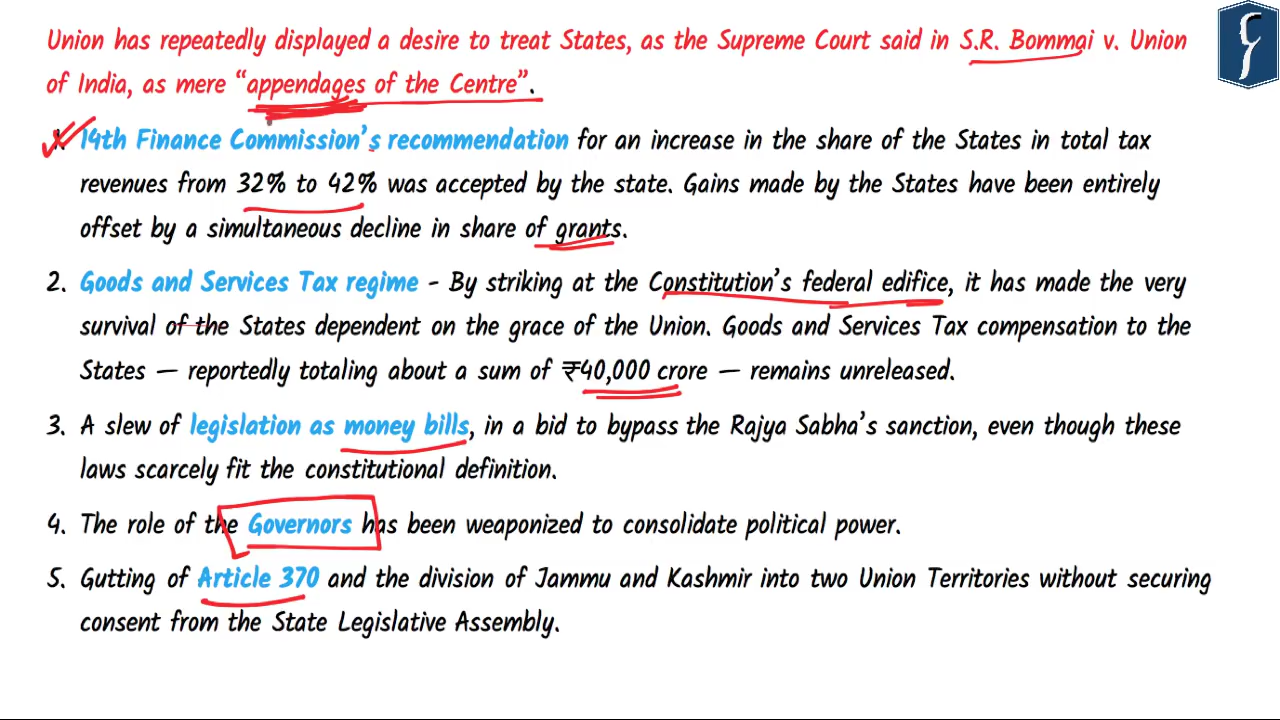 Union has repeatedly displayed a desire to treat States, as the Supreme Court said in S.R. Bommai v. Union
of India, as mere “appendages of the Centre”.
1. 14th Finance Commission’s recommendation for an increase in the share of the States in total tax
revenues from 32% to 42% was accepted by the state. Gains made by the States have been entirely
offset by a simultaneous decline in share of grants.
2. Goods and Services Tax regime - By striking at the Constitution’s federal edifice, it has made the very
survival of the States dependent on the grace of the Union. Goods and Services Tax compensation to the
States — reportedly totaling about a sum of ₹40,000 crore — remains unreleased.
3. A slew of legislation as money bills, in a bid to bypass the Rajya Sabha’s sanction, even though these
laws scarcely fit the constitutional definition.
4. The role of the Governors has been weaponized to consolidate political power.
5. Gutting of Article 370 and the division of Jammu and Kashmir into two Union Territories without securing
consent from the State Legislative Assembly.